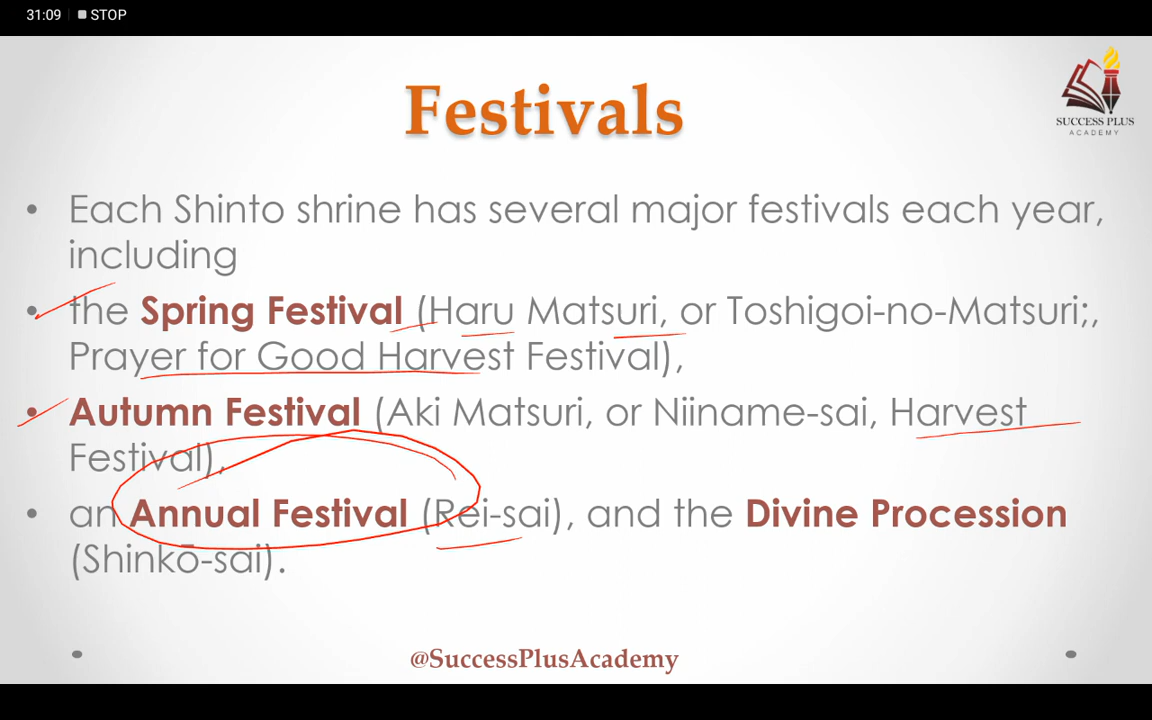 31:09 STOP
SUCCESS PLUS
ACADEMY
Festivals
• Each Shinto shrine has several major festivals each year,
including
• the Spring Festival (Haru Matsuri, or Toshigoi-no-Matsuri;,
Prayer for Good Harvest Festival),
• Autumn Festival (Aki Matsuri, or Niiname-sai, Harvest
Festival),
• an Annual Festival (Rei-sai), and the Divine Procession
(Shinkō-sai).
@SuccessPlusAcademy